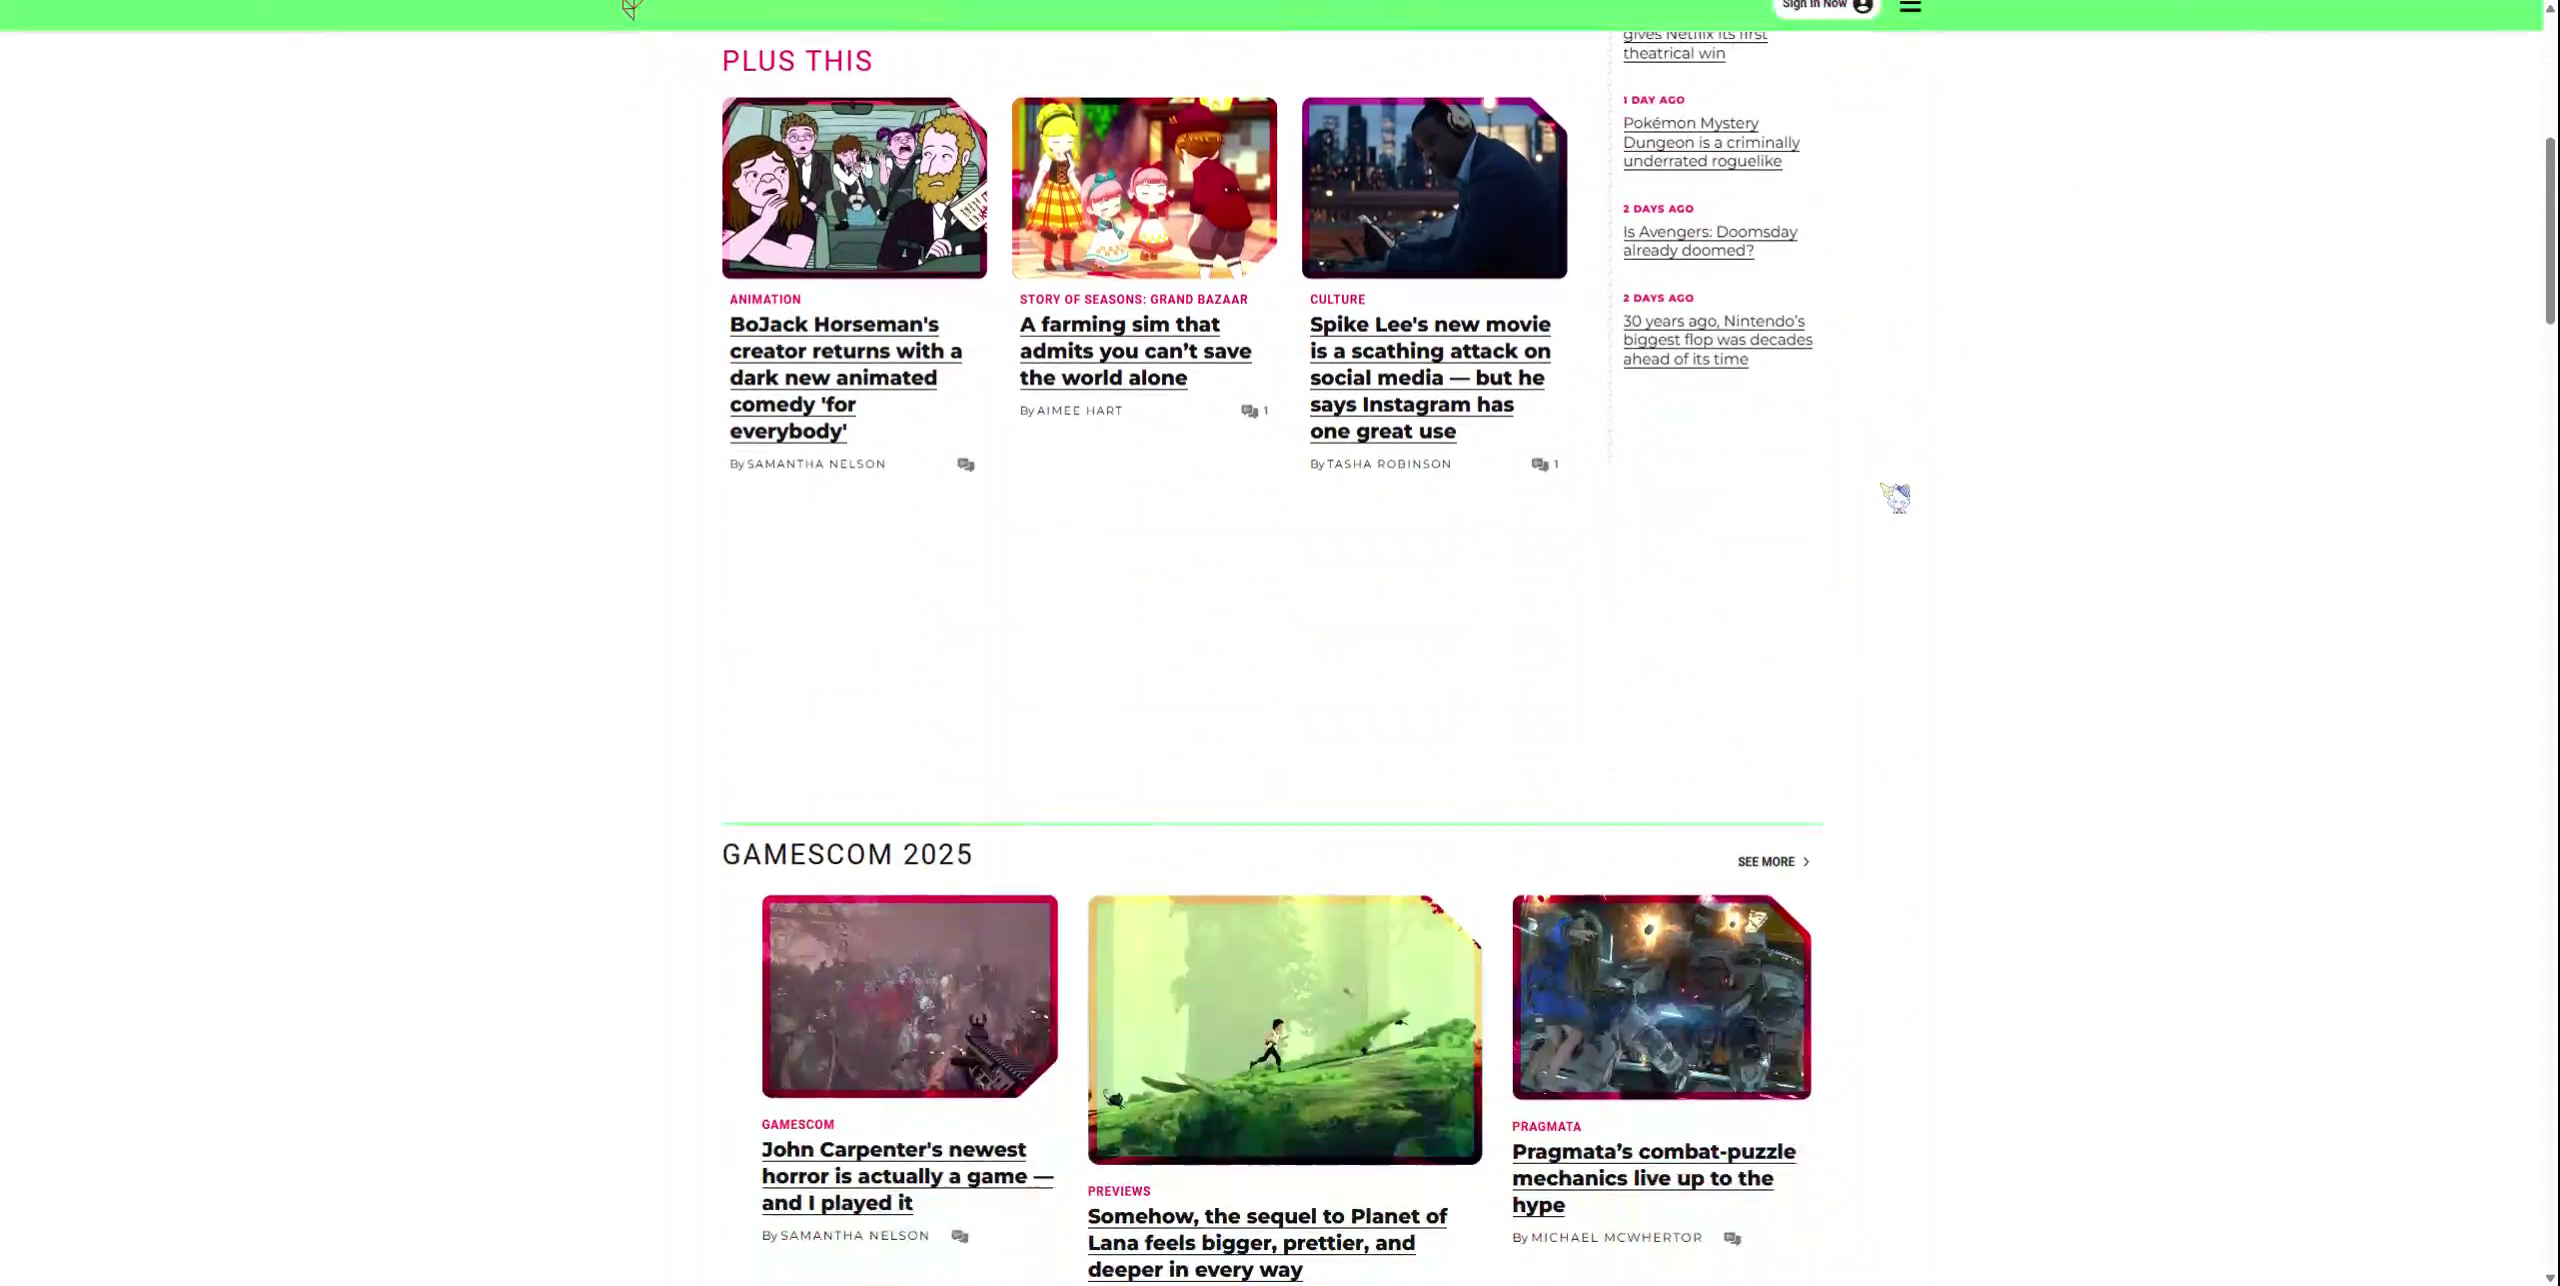 Sign In Now
PLUS THIS
ANIMATION
BoJack Horseman's
creator returns with a
dark new animated
comedy 'for
everybody'
By SAMANTHA NELSON
STORY OF SEASONS: GRAND BAZAAR
A farming sim that
admits you can’t save
the world alone
By AIMEE HART
1
CULTURE
Spike Lee's new movie
is a scathing attack on
social media — but he
says Instagram has
one great use
By TASHA ROBINSON
1
gives Netflix its first
theatrical win
1 DAY AGO
Pokémon Mystery
Dungeon is a criminally
underrated roguelike
2 DAYS AGO
Is Avengers: Doomsday
already doomed?
2 DAYS AGO
30 years ago, Nintendo’s
biggest flop was decades
ahead of its time
GAMESCOM 2025
SEE MORE
GAMESCOM
John Carpenter's newest
horror is actually a game —
and I played it
By SAMANTHA NELSON
PREVIEWS
Somehow, the sequel to Planet of
Lana feels bigger, prettier, and
deeper in every way
PRAGMATA
Pragmata’s combat-puzzle
mechanics live up to the
hype
By MICHAEL MCWHERTOR